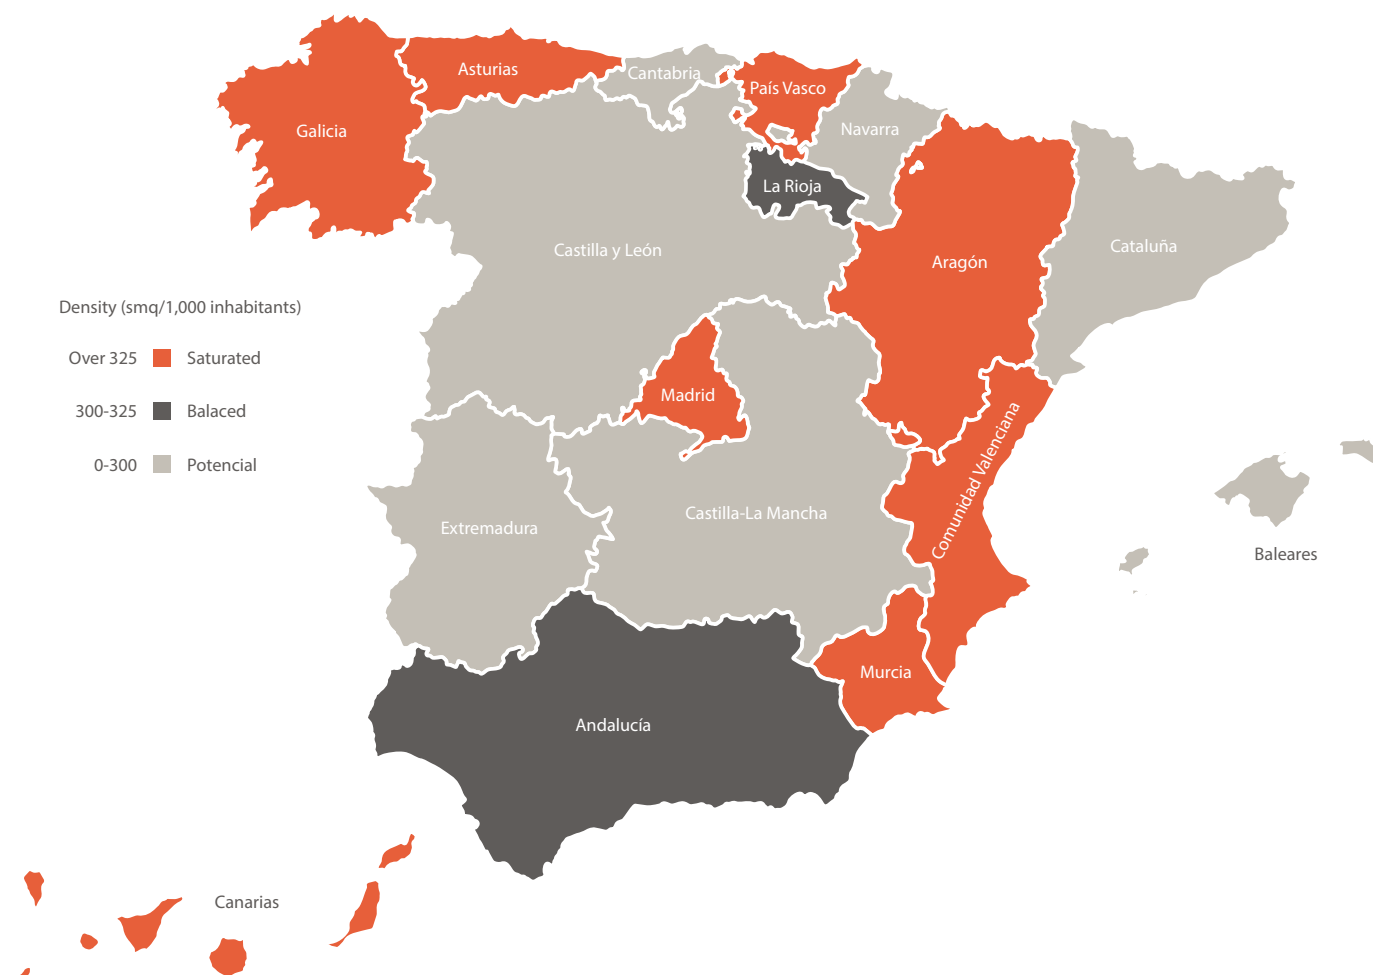 Asturias
Cantabria
País Vasco
Galicia
Navarra
La Rioja
Castilla y León
Aragón
Cataluña
Density (smq/1,000 inhabitants)
Over 325 Saturated
300-325 Balaced
0-300 Potencial
Madrid
Comunidad Valenciana
Castilla-La Mancha
Extremadura
Baleares
Murcia
Andalucía
Canarias